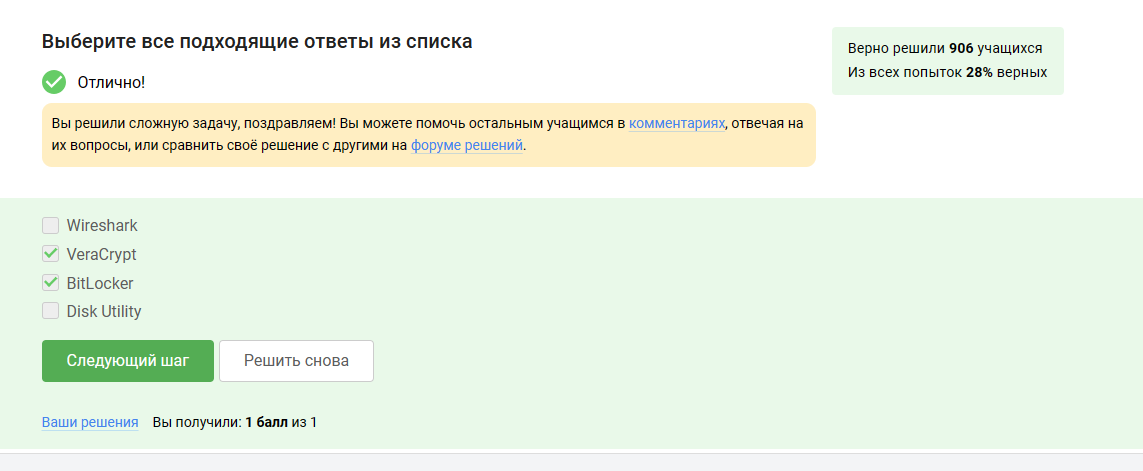 Выберите все подходящие ответы из списка
Верно решили 906 учащихся
Из всех попыток 28% верных
Отлично!
Вы решили сложную задачу, поздравляем! Вы можете помочь остальным учащимся в комментариях, отвечая на
их вопросы, или сравнить своё решение с другими на форуме решений.
Wireshark
VeraCrypt
BitLocker
Disk Utility
Следующий шаг
Решить снова
Ваши решения Вы получили: 1 балл из 1